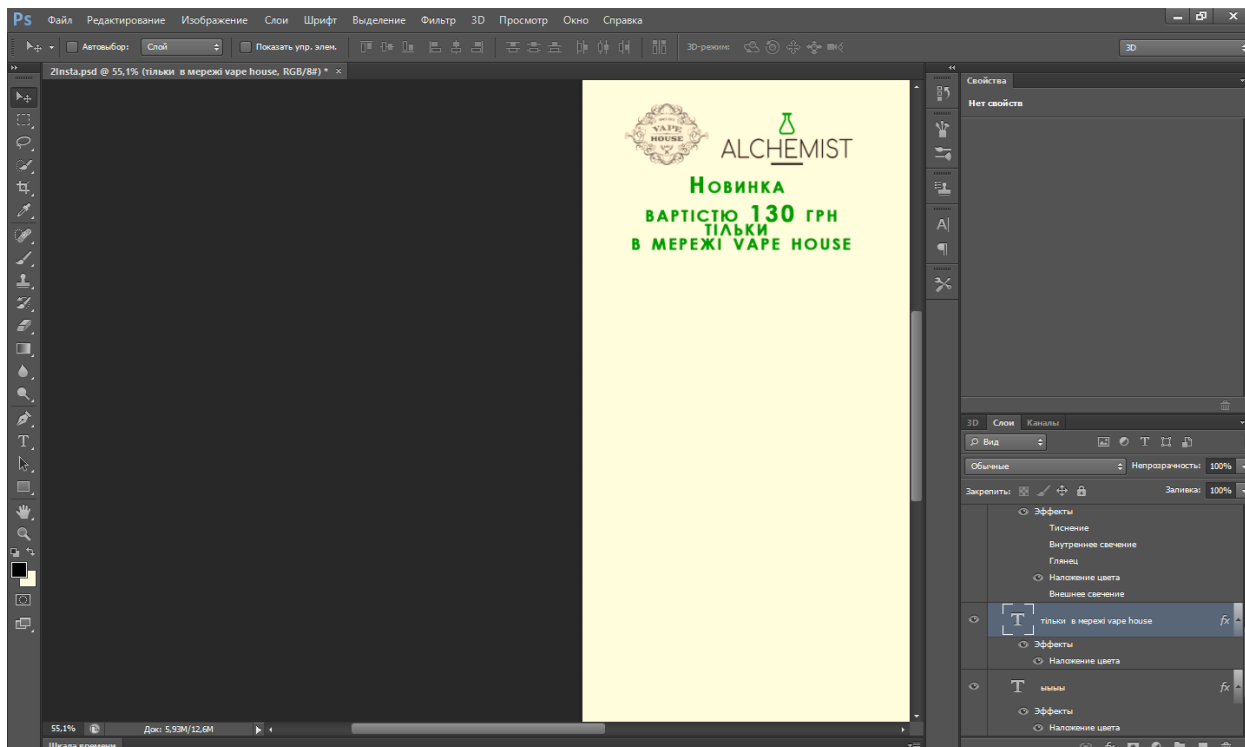 Ps Файл Редактирование Изображение Слои Шрифт Выделение Фильтр 3D Просмотр Окно Справка
Автовыбор: Слой Показать упр. элем. 3D-режим: 3D
2Insta.psd @ 55,1% (тільки в мережі vape house, RGB/8#) * ×
Свойства
Нет свойств
VAPE
HOUSE
ALCHEMIST
Новинка
вартістю 130 грн
тільки
в мережі vape house
3D Слои Каналы
Вид
Обычные Непрозрачность: 100%
Закрепить: Заливка: 100%
Эффекты
Тиснение
Внутреннее свечение
Глянец
Наложение цвета
Внешнее свечение
T тільки в мережі vape house fx
Эффекты
Наложение цвета
T ыыыы fx
Эффекты
Наложение цвета
55,1% Док: 5,93M/12,6M
Шкала времени